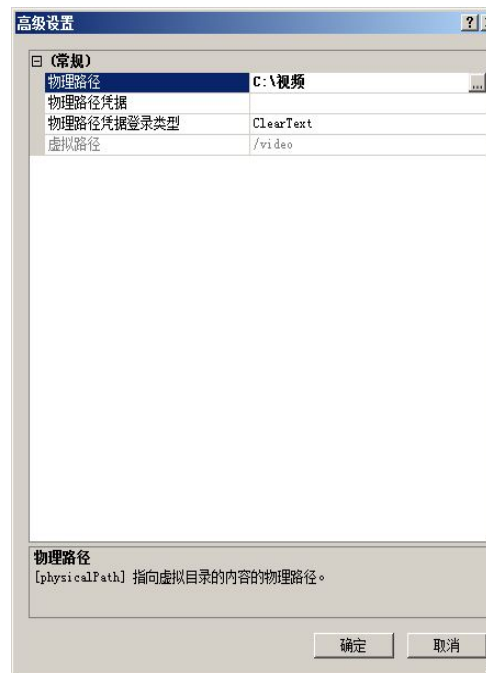 高级设置
(常规)
物理路径 C:\视频
物理路径凭据
物理路径凭据登录类型 ClearText
虚拟路径 /video
物理路径
[physicalPath] 指向虚拟目录的内容的物理路径。
确定 取消